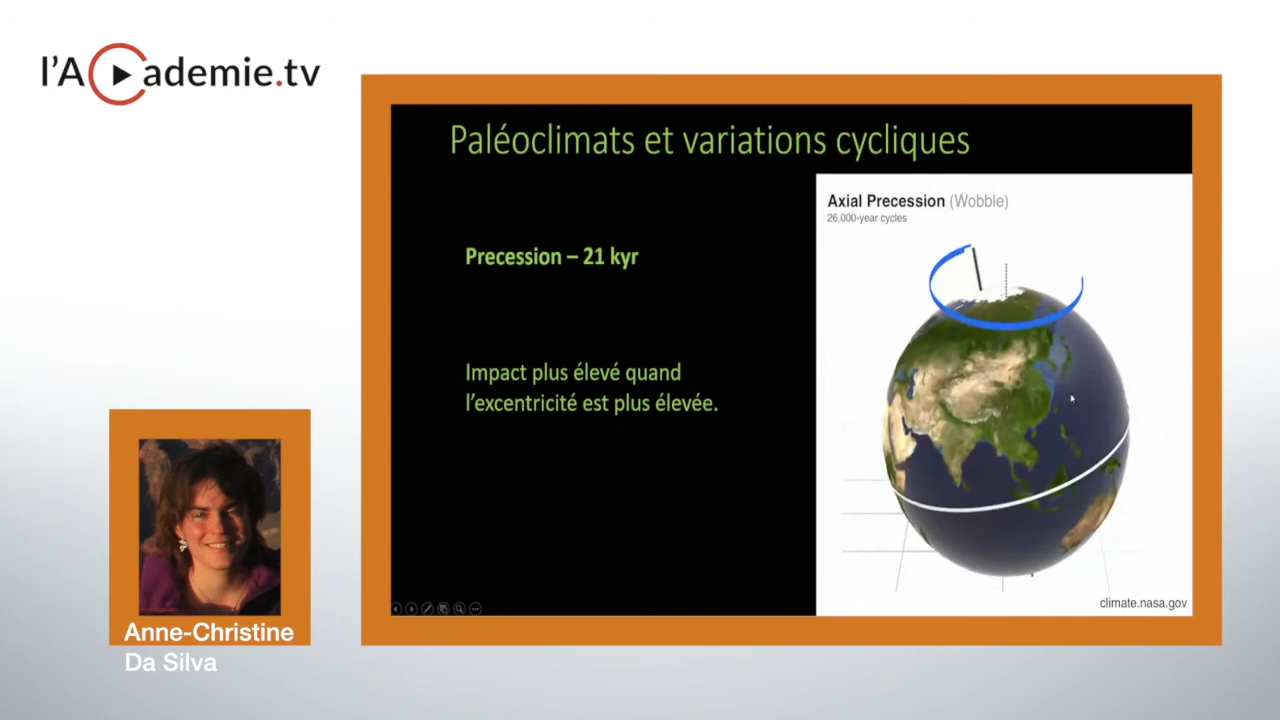 l'Academie.tv
Paléoclimats et variations cycliques
Axial Precession (Wobble)
26,000-year cycles
Precession – 21 kyr
Impact plus élevé quand
l'excentricité est plus élevée.
climate.nasa.gov
Anne-Christine
Da Silva